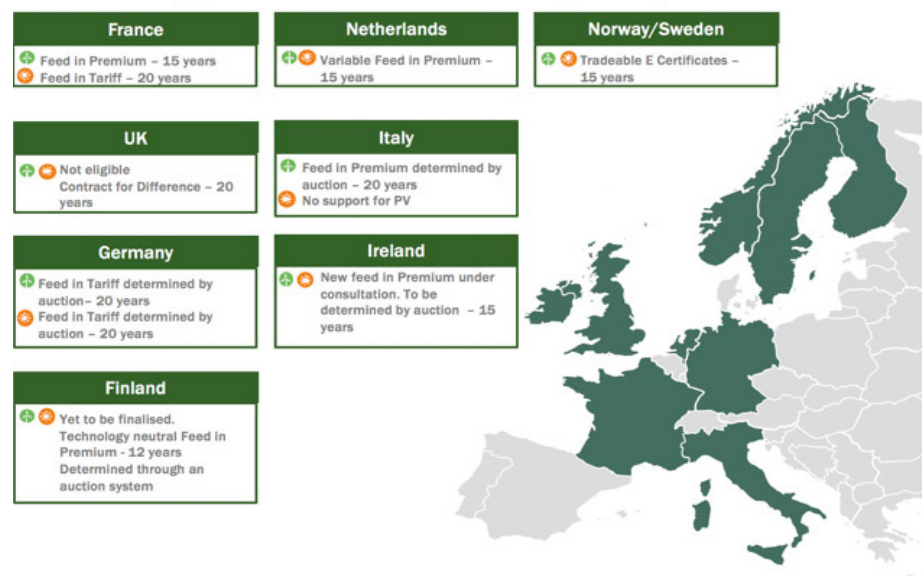 France
Feed in Premium – 15 years
Feed in Tariff – 20 years
Netherlands
Variable Feed in Premium –
15 years
Norway/Sweden
Tradeable E Certificates –
15 years
UK
Not eligible
Contract for Difference – 20
years
Italy
Feed in Premium determined by
auction – 20 years
No support for PV
Germany
Feed in Tariff determined by
auction– 20 years
Feed in Tariff determined by
auction – 20 years
Ireland
New feed in Premium under
consultation. To be
determined by auction – 15
years
Finland
Yet to be finalised.
Technology neutral Feed in
Premium - 12 years
Determined through an
auction system